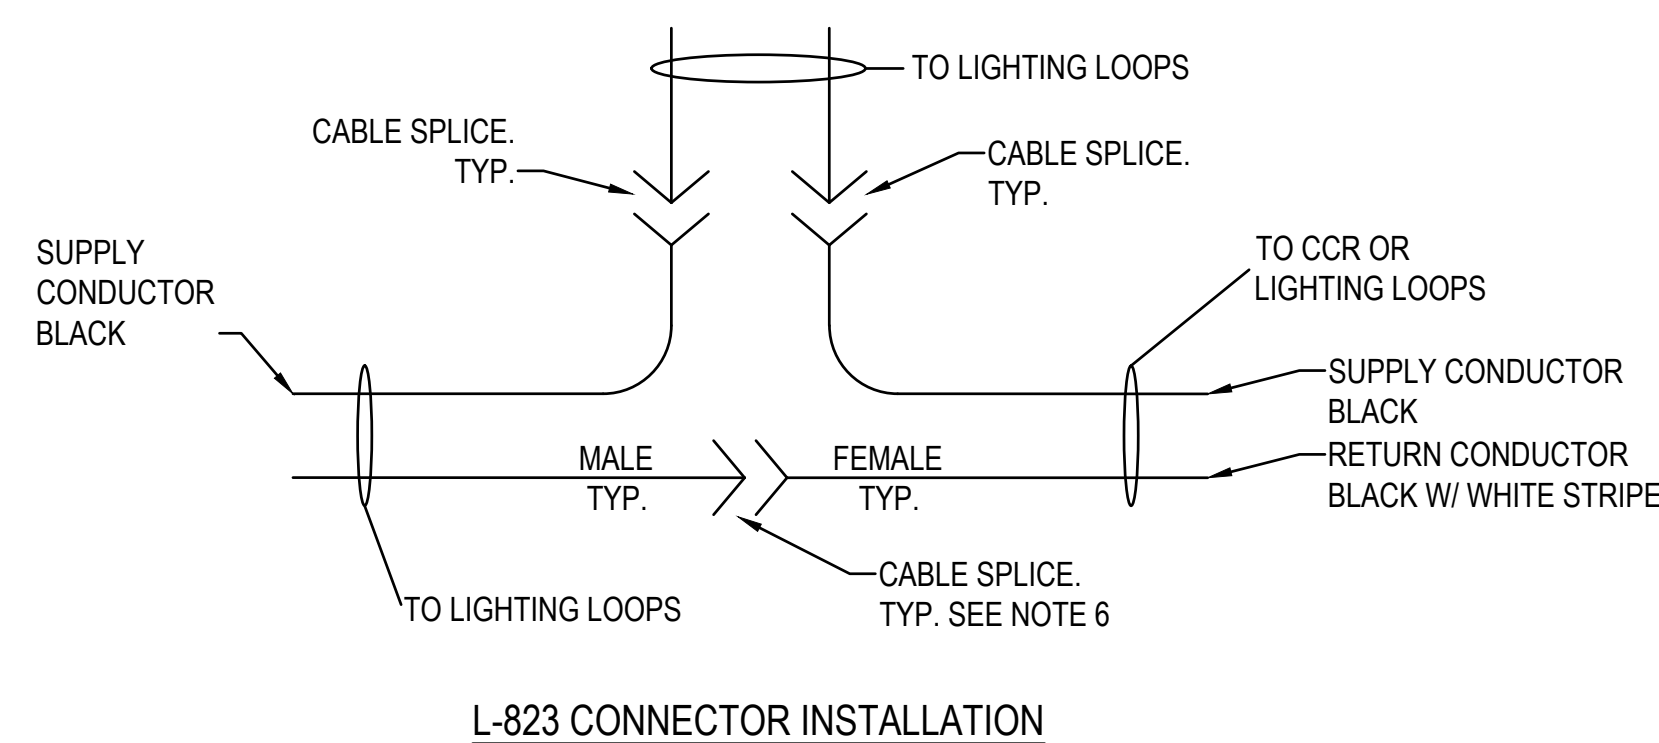 TO LIGHTING LOOPS
CABLE SPLICE.
TYP.
CABLE SPLICE.
TYP.
SUPPLY
CONDUCTOR
BLACK
TO CCR OR
LIGHTING LOOPS
SUPPLY CONDUCTOR
BLACK
MALE
TYP.
FEMALE
TYP.
RETURN CONDUCTOR
BLACK W/ WHITE STRIPE
CABLE SPLICE.
TYP. SEE NOTE 6
TO LIGHTING LOOPS
L-823 CONNECTOR INSTALLATION